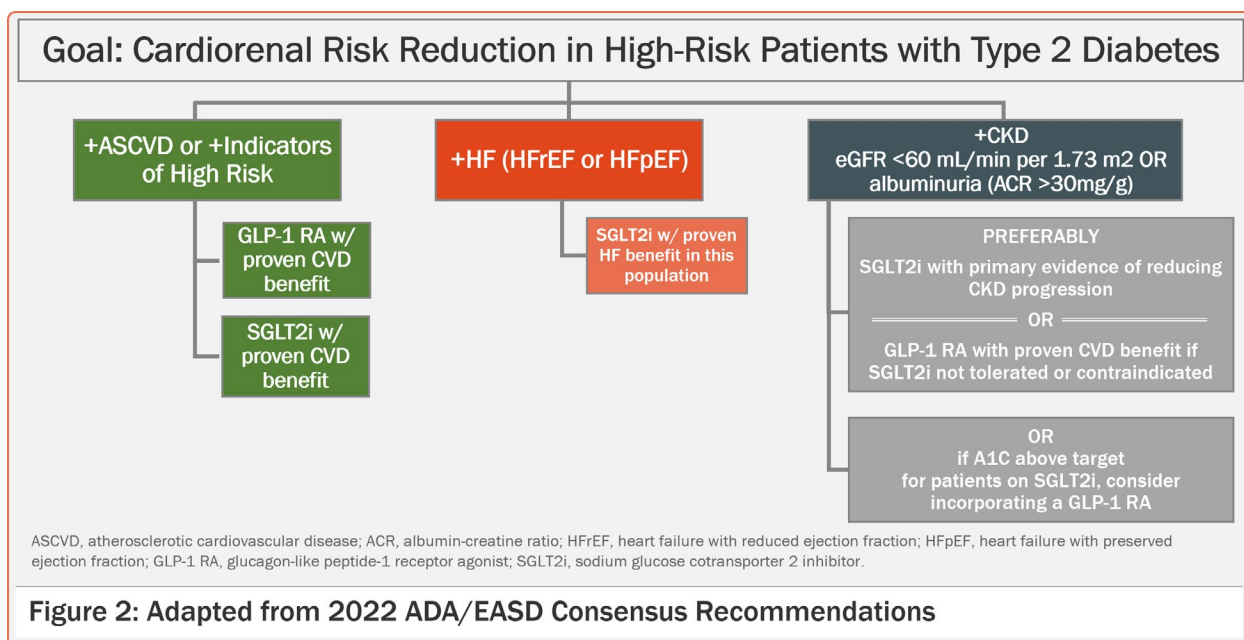 Goal: Cardiorenal Risk Reduction in High-Risk Patients with Type 2 Diabetes
+ASCVD or +Indicators
of High Risk
GLP-1 RA w/
proven CVD
benefit
SGLT2i w/
proven CVD
benefit
+HF (HFrEF or HFpEF)
SGLT2i w/ proven
HF benefit in this
population
+CKD
eGFR <60 mL/min per 1.73 m2 OR
albuminuria (ACR >30mg/g)
PREFERABLY
SGLT2i with primary evidence of reducing
CKD progression
OR
GLP-1 RA with proven CVD benefit if
SGLT2i not tolerated or contraindicated
OR
if A1C above target
for patients on SGLT2i, consider
incorporating a GLP-1 RA
ASCVD, atherosclerotic cardiovascular disease; ACR, albumin-creatine ratio; HFrEF, heart failure with reduced ejection fraction; HFpEF, heart failure with preserved
ejection fraction; GLP-1 RA, glucagon-like peptide-1 receptor agonist; SGLT2i, sodium glucose cotransporter 2 inhibitor.
Figure 2: Adapted from 2022 ADA/EASD Consensus Recommendations